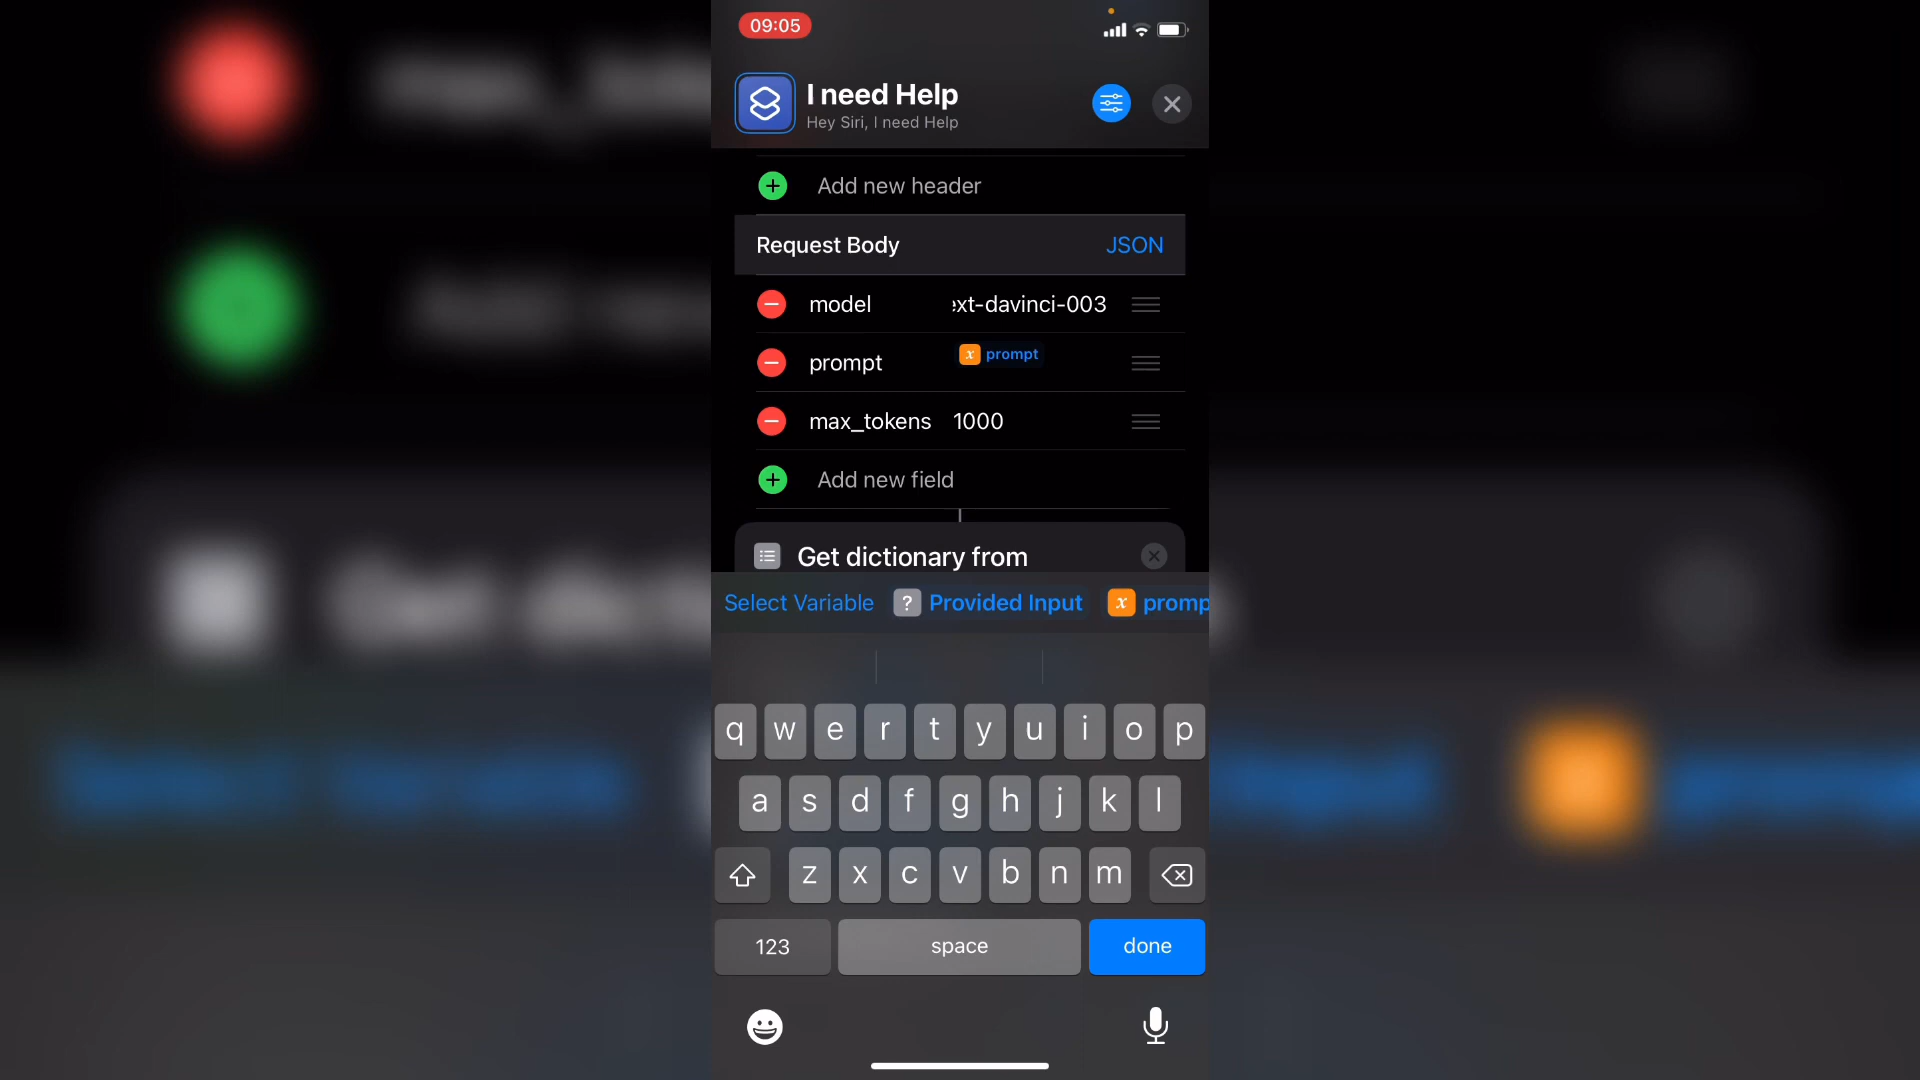 09:05
I need Help
Hey Siri, I need Help
Add new header
Request Body JSON
model xt-davinci-003
prompt x prompt
max_tokens 1000
Add new field
Get dictionary from
Select Variable ? Provided Input x promp
q w e r t y u i o p
a s d f g h j k l
z x c v b n m
123 space done